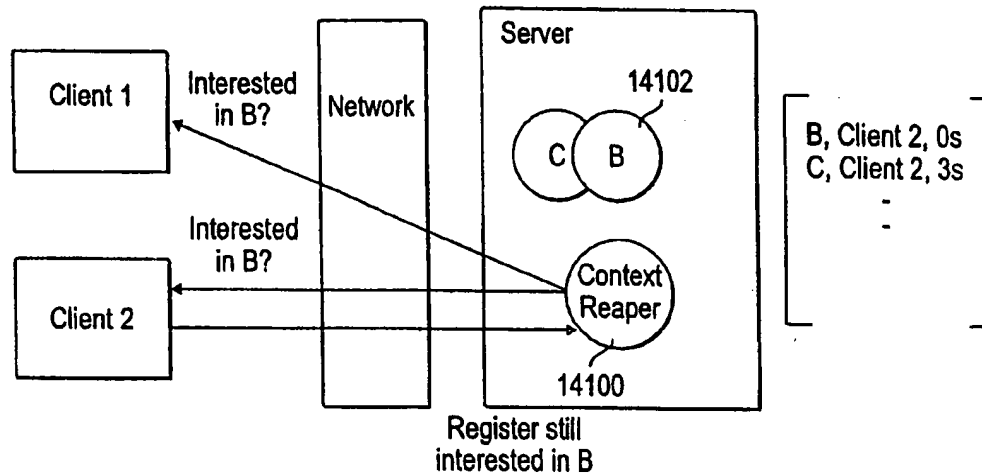 Client 1
Interested
in B?
Network
Server
14102
C
B
B, Client 2, 0s
C, Client 2, 3s
-
-
Interested
in B?
Client 2
Context
Reaper
14100
Register still
interested in B